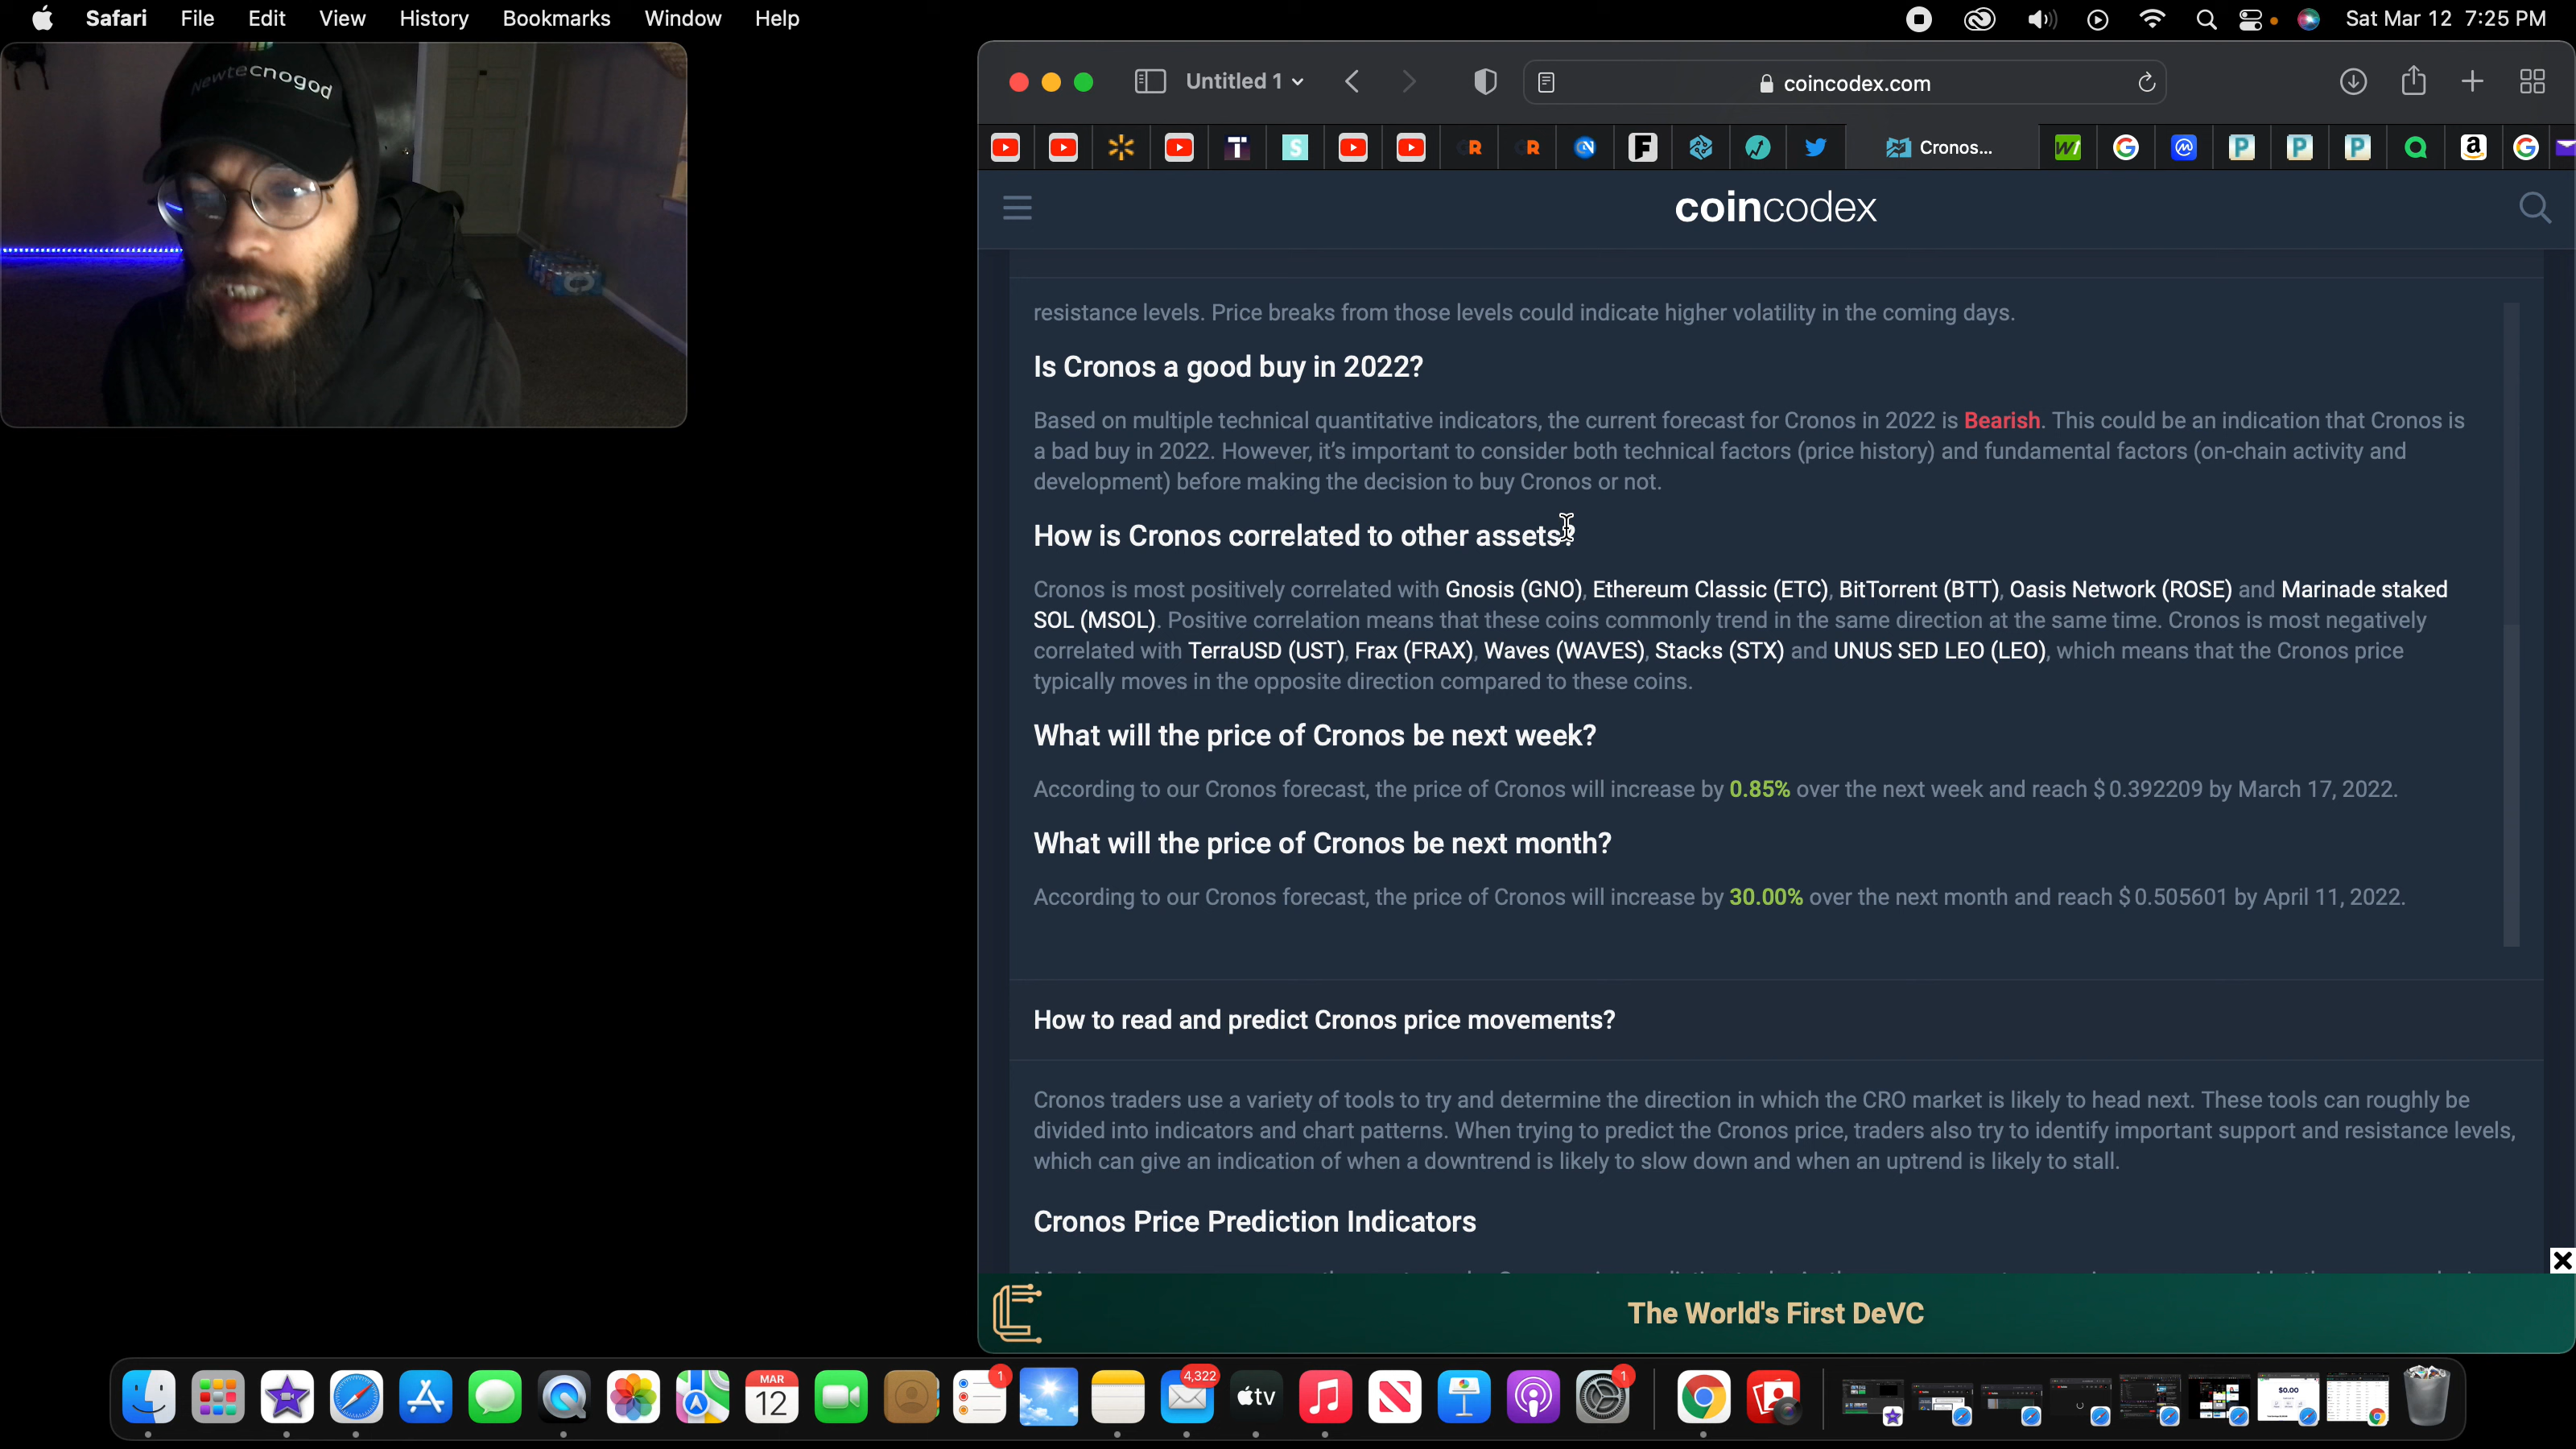 Safari File Edit View History Bookmarks Window Help
Sat Mar 12 7:25 PM
Newtecnogod
Untitled 1
coincodex.com
Cronos...
coincodex
resistance levels. Price breaks from those levels could indicate higher volatility in the coming days.
Is Cronos a good buy in 2022?
Based on multiple technical quantitative indicators, the current forecast for Cronos in 2022 is Bearish. This could be an indication that Cronos is
a bad buy in 2022. However, it's important to consider both technical factors (price history) and fundamental factors (on-chain activity and
development) before making the decision to buy Cronos or not.
How is Cronos correlated to other assets?
Cronos is most positively correlated with Gnosis (GNO), Ethereum Classic (ETC), BitTorrent (BTT), Oasis Network (ROSE) and Marinade staked
SOL (MSOL). Positive correlation means that these coins commonly trend in the same direction at the same time. Cronos is most negatively
correlated with TerraUSD (UST), Frax (FRAX), Waves (WAVES), Stacks (STX) and UNUS SED LEO (LEO), which means that the Cronos price
typically moves in the opposite direction compared to these coins.
What will the price of Cronos be next week?
According to our Cronos forecast, the price of Cronos will increase by 0.85% over the next week and reach $ 0.392209 by March 17, 2022.
What will the price of Cronos be next month?
According to our Cronos forecast, the price of Cronos will increase by 30.00% over the next month and reach $ 0.505601 by April 11, 2022.
How to read and predict Cronos price movements?
Cronos traders use a variety of tools to try and determine the direction in which the CRO market is likely to head next. These tools can roughly be
divided into indicators and chart patterns. When trying to predict the Cronos price, traders also try to identify important support and resistance levels,
which can give an indication of when a downtrend is likely to slow down and when an uptrend is likely to stall.
Cronos Price Prediction Indicators
The World's First DeVC
MAR
12
1
4,322
tv
1
$0.00